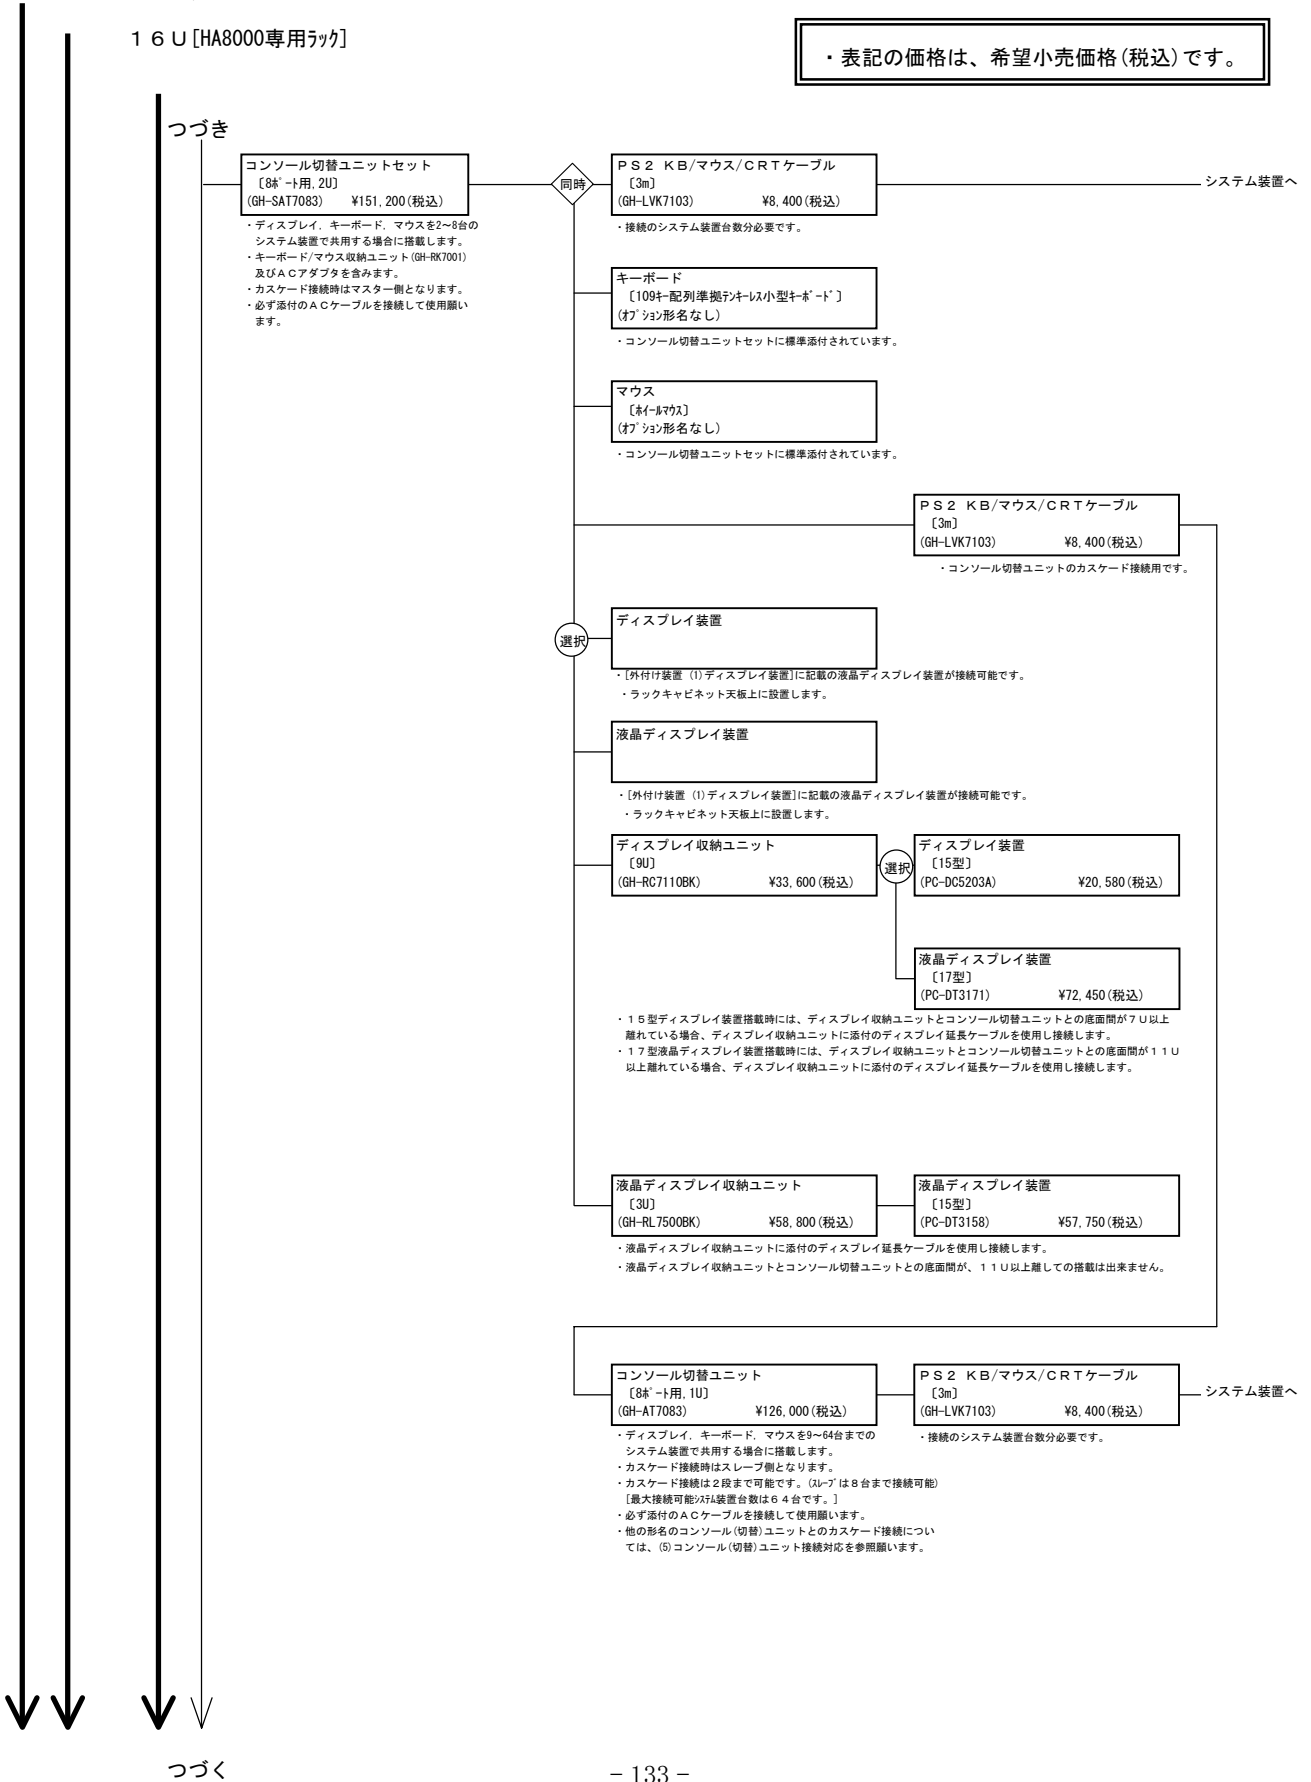 １６Ｕ[HA8000専用ﾗｯｸ]
・表記の価格は、希望小売価格(税込)です。
つづき
コンソール切替ユニットセット
〔8ﾎﾟｰﾄ用,2U〕
(GH-SAT7083) ¥151,200(税込)
・ディスプレイ，キーボード，マウスを2～8台の
システム装置で共用する場合に搭載します。
・キーボード/マウス収納ユニット(GH-RK7001)
及びＡＣアダプタを含みます。
・カスケード接続時はマスター側となります。
・必ず添付のＡＣケーブルを接続して使用願い
ます。
同時
ＰＳ２ ＫＢ/マウス/ＣＲＴケーブル
〔3m〕
(GH-LVK7103) ¥8,400(税込)
・接続のシステム装置台数分必要です。
システム装置へ
キーボード
〔109ｷｰ配列準拠ﾃﾝｷｰﾚｽ小型ｷｰﾎﾞｰﾄﾞ〕
(ｵﾌﾟｼｮﾝ形名なし)
・コンソール切替ユニットセットに標準添付されています。
マウス
〔ﾎｲｰﾙﾏｳｽ〕
(ｵﾌﾟｼｮﾝ形名なし)
・コンソール切替ユニットセットに標準添付されています。
ＰＳ２ ＫＢ/マウス/ＣＲＴケーブル
〔3m〕
(GH-LVK7103) ¥8,400(税込)
・コンソール切替ユニットのカスケード接続用です。
選択
ディスプレイ装置
・[外付け装置 (1)ディスプレイ装置]に記載の液晶ディスプレイ装置が接続可能です。
・ラックキャビネット天板上に設置します。
液晶ディスプレイ装置
・[外付け装置 (1)ディスプレイ装置]に記載の液晶ディスプレイ装置が接続可能です。
・ラックキャビネット天板上に設置します。
ディスプレイ収納ユニット
〔9U〕
(GH-RC7110BK) ¥33,600(税込)
選択
ディスプレイ装置
〔15型〕
(PC-DC5203A) ¥20,580(税込)
液晶ディスプレイ装置
〔17型〕
(PC-DT3171) ¥72,450(税込)
・１５型ディスプレイ装置搭載時には、ディスプレイ収納ユニットとコンソール切替ユニットとの底面間が７Ｕ以上
離れている場合、ディスプレイ収納ユニットに添付のディスプレイ延長ケーブルを使用し接続します。
・１７型液晶ディスプレイ装置搭載時には、ディスプレイ収納ユニットとコンソール切替ユニットとの底面間が１１Ｕ
以上離れている場合、ディスプレイ収納ユニットに添付のディスプレイ延長ケーブルを使用し接続します。
液晶ディスプレイ収納ユニット
〔3U〕
(GH-RL7500BK) ¥58,800(税込)
液晶ディスプレイ装置
〔15型〕
(PC-DT3158) ¥57,750(税込)
・液晶ディスプレイ収納ユニットに添付のディスプレイ延長ケーブルを使用し接続します。
・液晶ディスプレイ収納ユニットとコンソール切替ユニットとの底面間が、１１Ｕ以上離しての搭載は出来ません。
コンソール切替ユニット
〔8ﾎﾟｰﾄ用,1U〕
(GH-AT7083) ¥126,000(税込)
ＰＳ２ ＫＢ/マウス/ＣＲＴケーブル
〔3m〕
(GH-LVK7103) ¥8,400(税込)
システム装置へ
・接続のシステム装置台数分必要です。
・ディスプレイ，キーボード，マウスを9～64台までの
システム装置で共用する場合に搭載します。
・カスケード接続時はスレーブ側となります。
・カスケード接続は２段まで可能です。(ｽﾚｰﾌﾞは８台まで接続可能)
[最大接続可能ｼｽﾃﾑ装置台数は６４台です。]
・必ず添付のＡＣケーブルを接続して使用願います。
・他の形名のコンソール(切替)ユニットとのカスケード接続につい
ては、(5)コンソール(切替)ユニット接続対応を参照願います。
つづく
- 133 -